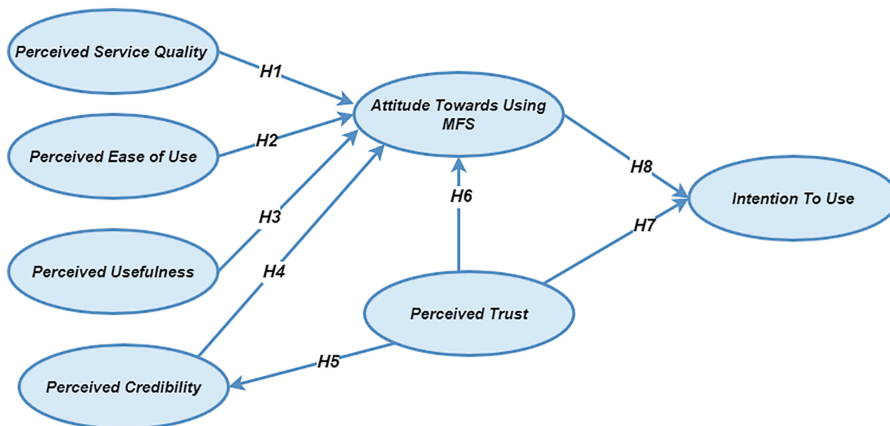 Perceived Service Quality
H1
Attitude Towards Using
MFS
Perceived Ease of Use
H2
H8
H6
Intention To Use
H3
H7
Perceived Usefulness
H4
Perceived Trust
H5
Perceived Credibility